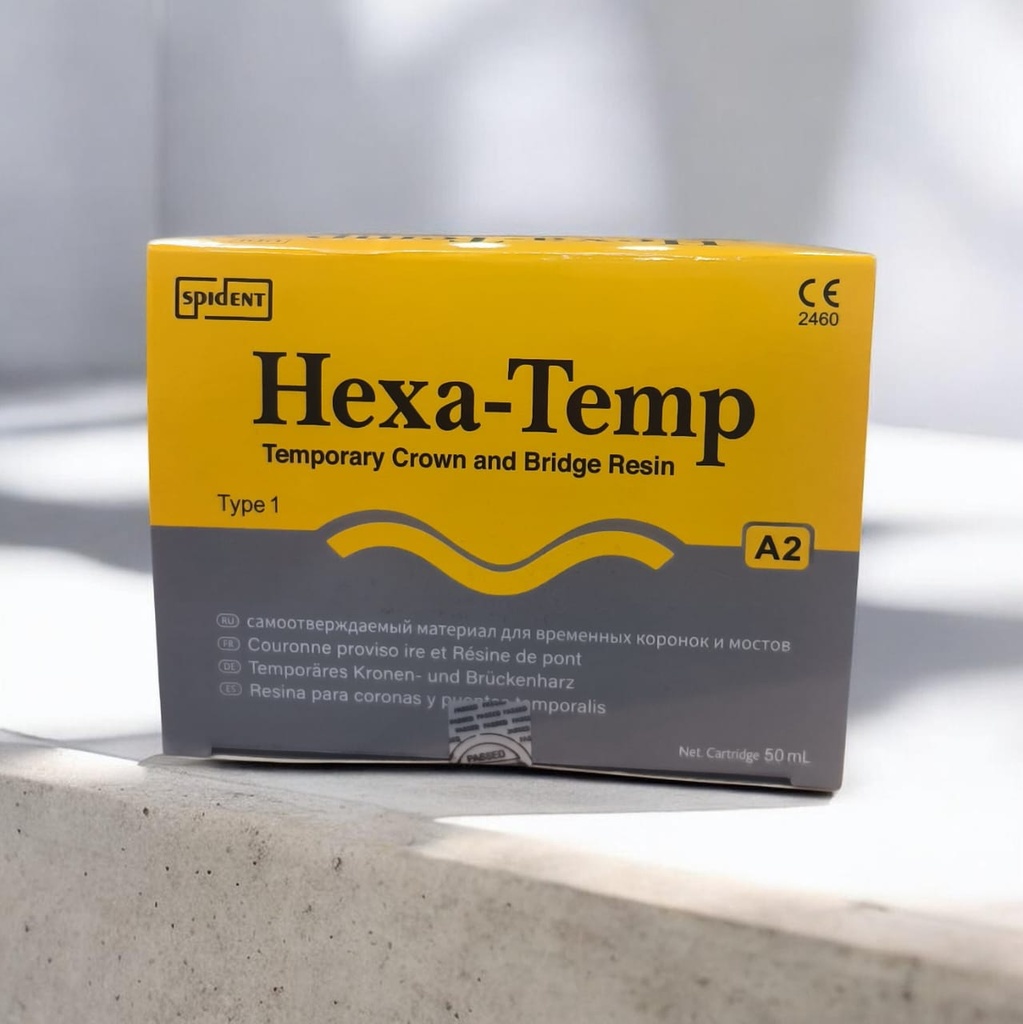 SPIDENT
CE
2460
Hexa-Temp
Temporary Crown and Bridge Resin
Type 1
A2
RU самоотверждаемый материал для временных коронок и мостов
FR Couronne proviso ire et Résine de pont
DE Temporäres Kronen- und Brückenharz
ES Resina para coronas y puentes temporalis
PASSED
Net. Cartridge 50 mL